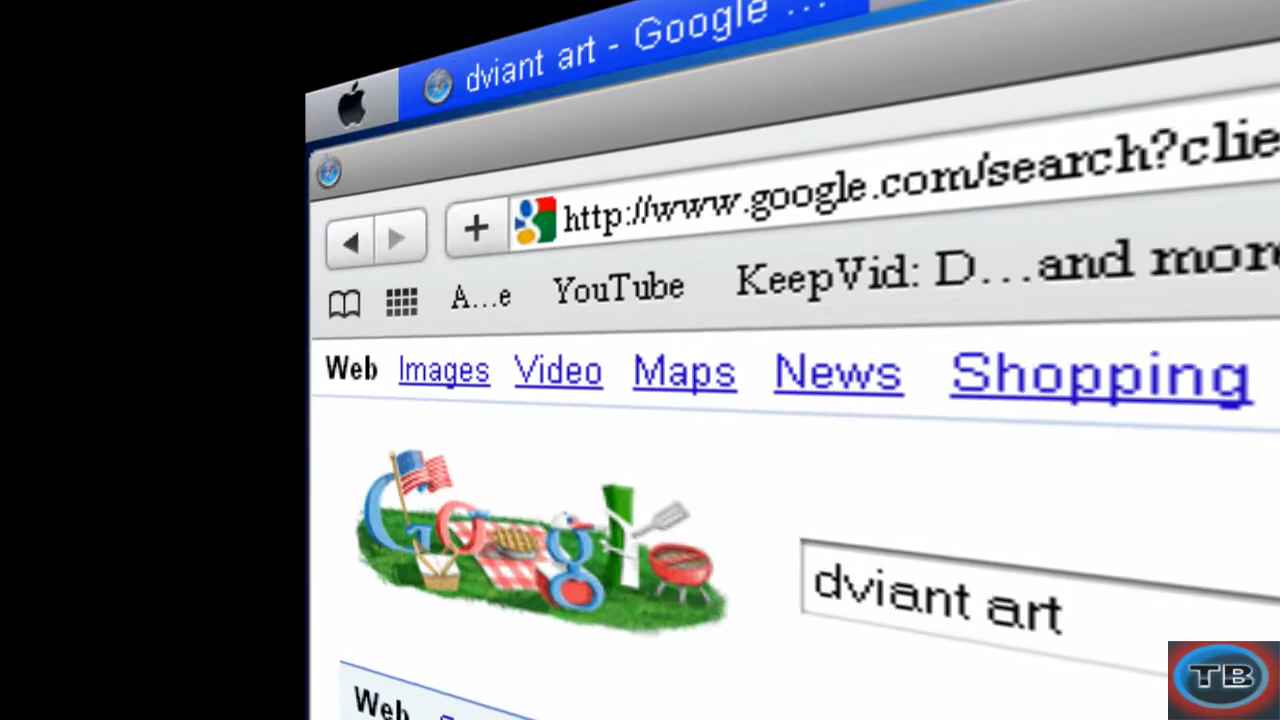 dviant art - Google ...
http://www.google.com/search?clie
A...e YouTube KeepVid: D...and more
Web Images Video Maps News Shopping
Google
dviant art
Web
TB